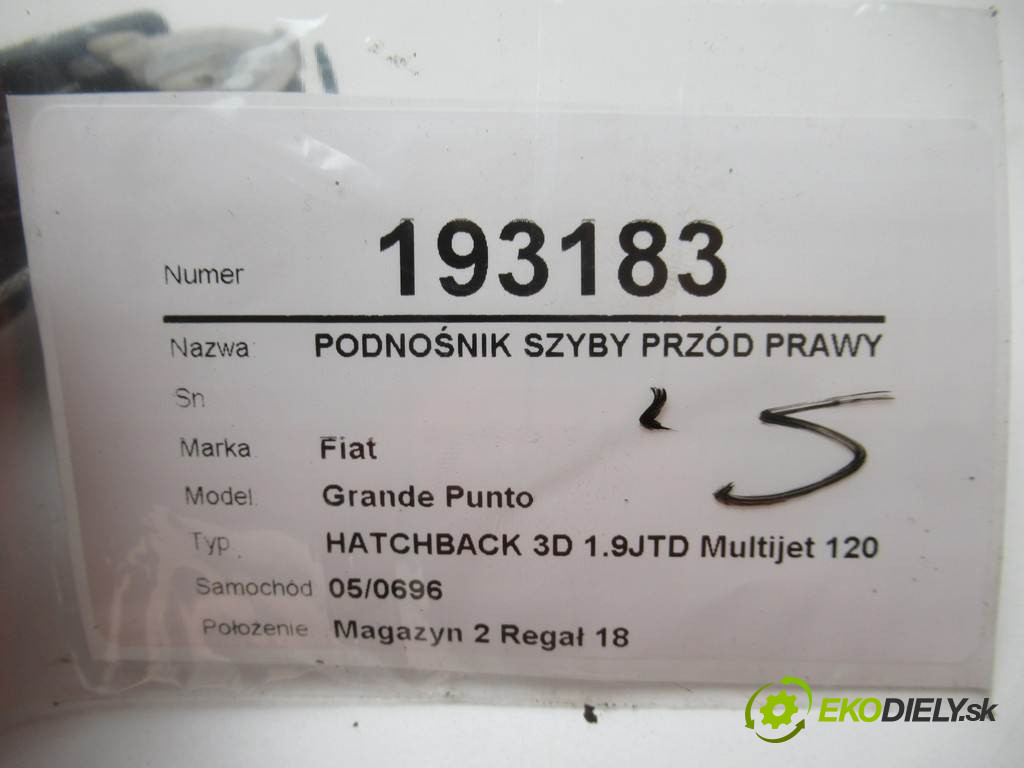 Numer 193183
Nazwa: PODNOŚNIK SZYBY PRZÓD PRAWY
Sn
'5
Marka: Fiat
Model: Grande Punto
Typ: HATCHBACK 3D 1.9JTD Multijet 120
Samochód 05/0696
Położenie Magazyn 2 Regał 18
EKODIELY.sk